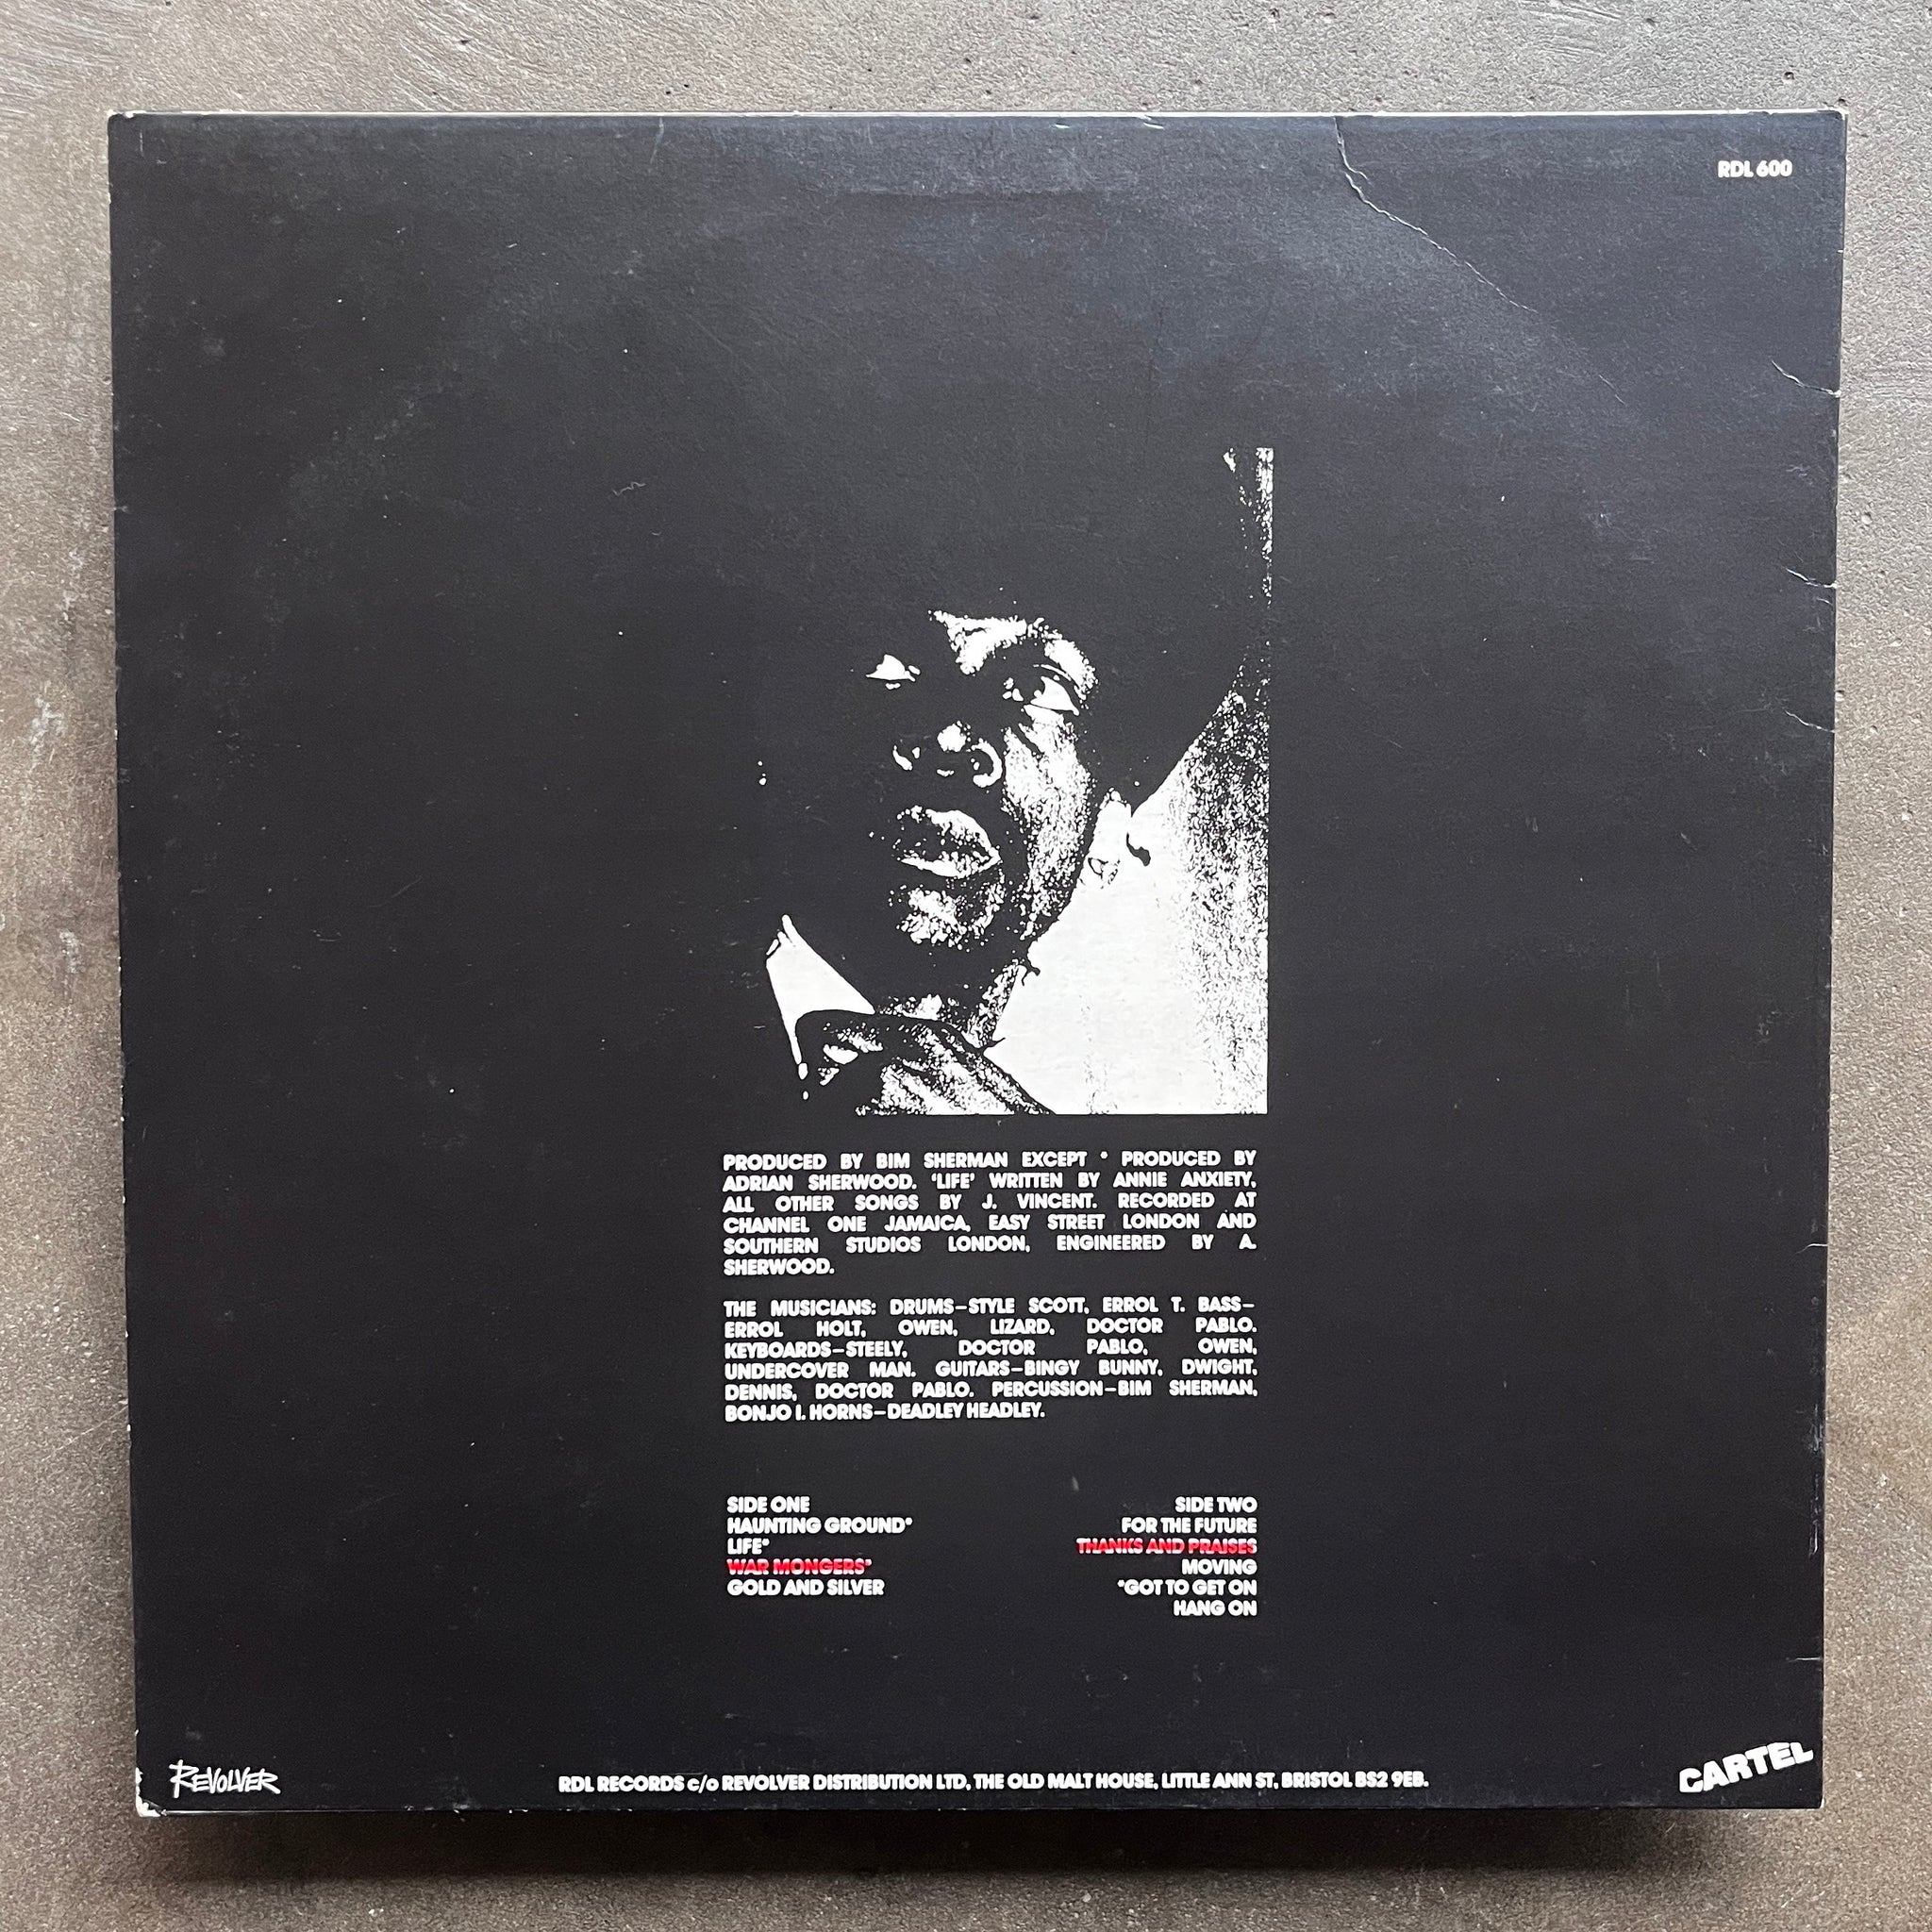 RDL 600
PRODUCED BY BIM SHERMAN EXCEPT * PRODUCED BY
ADRIAN SHERWOOD. 'LIFE' WRITTEN BY ANNIE ANXIETY,
ALL OTHER SONGS BY J. VINCENT. RECORDED AT
CHANNEL ONE JAMAICA, EASY STREET LONDON AND
SOUTHERN STUDIOS LONDON, ENGINEERED BY A.
SHERWOOD.
THE MUSICIANS: DRUMS–STYLE SCOTT, ERROL T. BASS–
ERROL HOLT, OWEN, LIZARD, DOCTOR PABLO.
KEYBOARDS–STEELY, DOCTOR PABLO, OWEN,
UNDERCOVER MAN. GUITARS–BINGY BUNNY, DWIGHT,
DENNIS, DOCTOR PABLO. PERCUSSION–BIM SHERMAN,
BONJO I. HORNS–DEADLEY HEADLEY.
SIDE ONE
HAUNTING GROUND*
LIFE*
WAR MONGERS*
GOLD AND SILVER
SIDE TWO
FOR THE FUTURE
THANKS AND PRAISES
MOVING
*GOT TO GET ON
HANG ON
REVOLVER
RDL RECORDS c/o REVOLVER DISTRIBUTION LTD, THE OLD MALT HOUSE, LITTLE ANN ST, BRISTOL BS2 9EB.
CARTEL